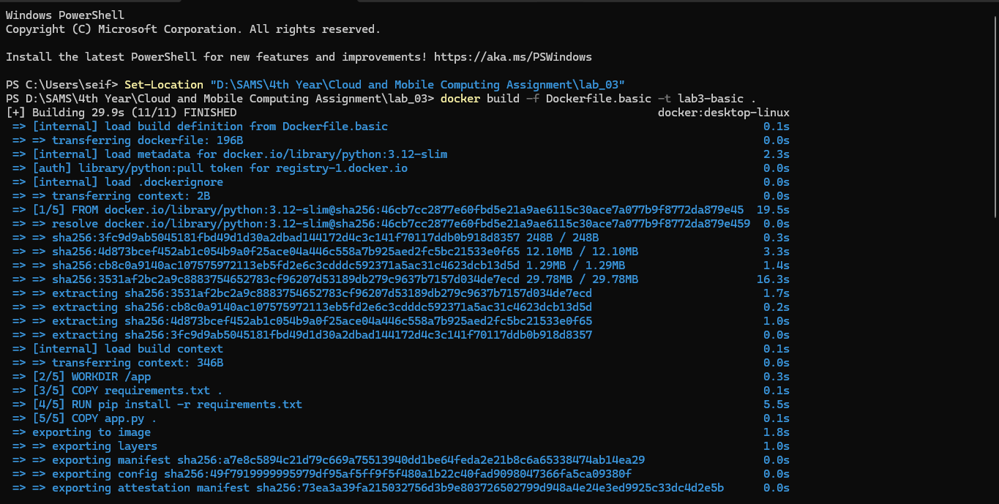 Windows PowerShell
Copyright (C) Microsoft Corporation. All rights reserved.
Install the latest PowerShell for new features and improvements! https://aka.ms/PSWindows
PS C:\Users\seif> Set-Location "D:\SAMS\4th Year\Cloud and Mobile Computing Assignment\lab_03"
PS D:\SAMS\4th Year\Cloud and Mobile Computing Assignment\lab_03> docker build -f Dockerfile.basic -t lab3-basic .
[+] Building 29.9s (11/11) FINISHED docker:desktop-linux
=> [internal] load build definition from Dockerfile.basic 0.1s
=> => transferring dockerfile: 196B 0.0s
=> [internal] load metadata for docker.io/library/python:3.12-slim 2.3s
=> [auth] library/python:pull token for registry-1.docker.io 0.0s
=> [internal] load .dockerignore 0.0s
=> => transferring context: 2B 0.0s
=> [1/5] FROM docker.io/library/python:3.12-slim@sha256:46cb7cc2877e60fbd5e21a9ae6115c30ace7a077b9f8772da879e45 19.5s
=> => resolve docker.io/library/python:3.12-slim@sha256:46cb7cc2877e60fbd5e21a9ae6115c30ace7a077b9f8772da879e459 0.0s
=> => sha256:3fc9d9ab5045181fbd49d1d30a2dbad144172d4c3c141f70117ddb0b918d8357 248B / 248B 0.3s
=> => sha256:4d873bcef452ab1c054b9a0f25ace04a446c558a7b925aed2fc5bc21533e0f65 12.10MB / 12.10MB 3.3s
=> => sha256:cb8c0a9140ac107575972113eb5fd2e6c3cdddc592371a5ac31c4623dcb13d5d 1.29MB / 1.29MB 1.4s
=> => sha256:3531af2bc2a9c8883754652783cf96207d53189db279c9637b7157d034de7ecd 29.78MB / 29.78MB 16.3s
=> => extracting sha256:3531af2bc2a9c8883754652783cf96207d53189db279c9637b7157d034de7ecd 1.7s
=> => extracting sha256:cb8c0a9140ac107575972113eb5fd2e6c3cdddc592371a5ac31c4623dcb13d5d 0.2s
=> => extracting sha256:4d873bcef452ab1c054b9a0f25ace04a446c558a7b925aed2fc5bc21533e0f65 1.0s
=> => extracting sha256:3fc9d9ab5045181fbd49d1d30a2dbad144172d4c3c141f70117ddb0b918d8357 0.0s
=> [internal] load build context 0.1s
=> => transferring context: 346B 0.0s
=> [2/5] WORKDIR /app 0.3s
=> [3/5] COPY requirements.txt . 0.1s
=> [4/5] RUN pip install -r requirements.txt 5.5s
=> [5/5] COPY app.py . 0.1s
=> exporting to image 1.8s
=> => exporting layers 1.0s
=> => exporting manifest sha256:a7e8c5894c21d79c669a75513940dd1be64feda2e21b8c6a65338474ab14ea29 0.0s
=> => exporting config sha256:49f7919999995979df95af5ff9f5f480a1b22c40fad9098047366fa5ca09380f 0.0s
=> => exporting attestation manifest sha256:73ea3a39fa215032756d3b9e803726502799d948a4e24e3ed9925c33dc4d2e5b 0.0s